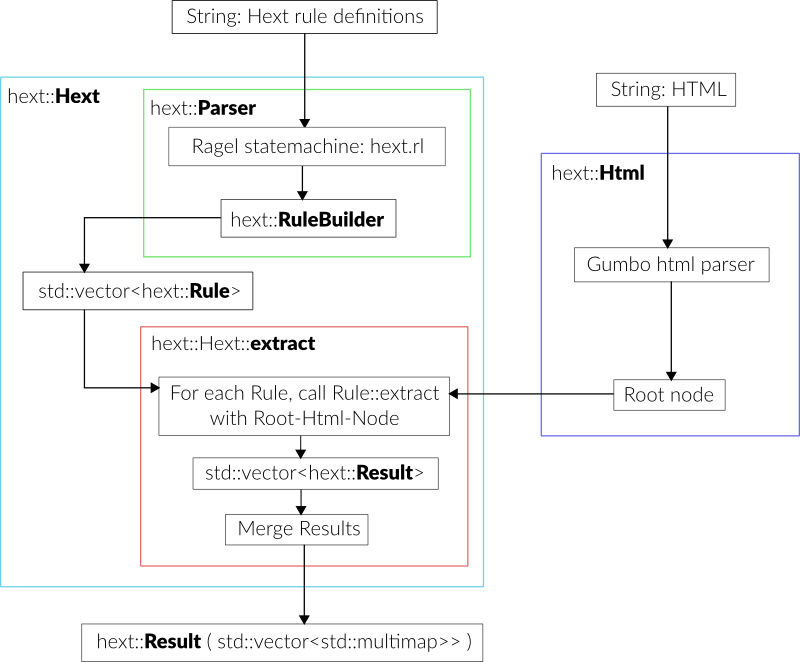 String: Hext rule definitions
hext::Hext
hext::Parser
Ragel statemachine: hext.rl
hext::RuleBuilder
std::vector<hext::Rule>
hext::Hext::extract
For each Rule, call Rule::extract
with Root-Html-Node
std::vector<hext::Result>
Merge Results
hext::Result ( std::vector<std::multimap>> )
String: HTML
hext::Html
Gumbo html parser
Root node